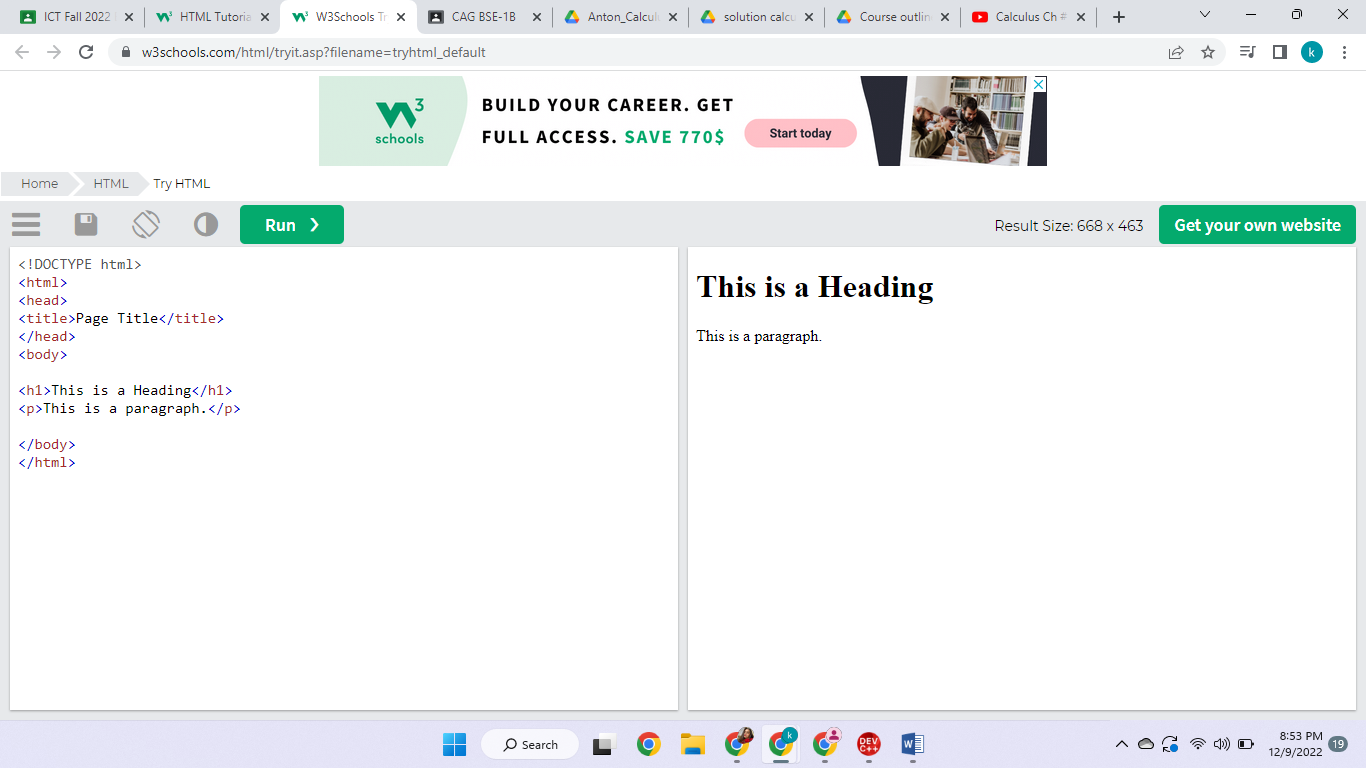 ICT Fall 2022
HTML Tutoria
W3Schools Tr
CAG BSE-1B
Anton_Calcul
solution calcu
Course outlin
Calculus Ch #
w3schools.com/html/tryit.asp?filename=tryhtml_default
k
3
schools
BUILD YOUR CAREER. GET
FULL ACCESS. SAVE 770$
Start today
Home
HTML
Try HTML
Run ❯
Result Size: 668 x 463
Get your own website
<!DOCTYPE html>
<html>
<head>
<title>Page Title</title>
</head>
<body>
<h1>This is a Heading</h1>
<p>This is a paragraph.</p>
</body>
</html>
This is a Heading
This is a paragraph.
Search
k
DEV
C++
W
8:53 PM
12/9/2022
19